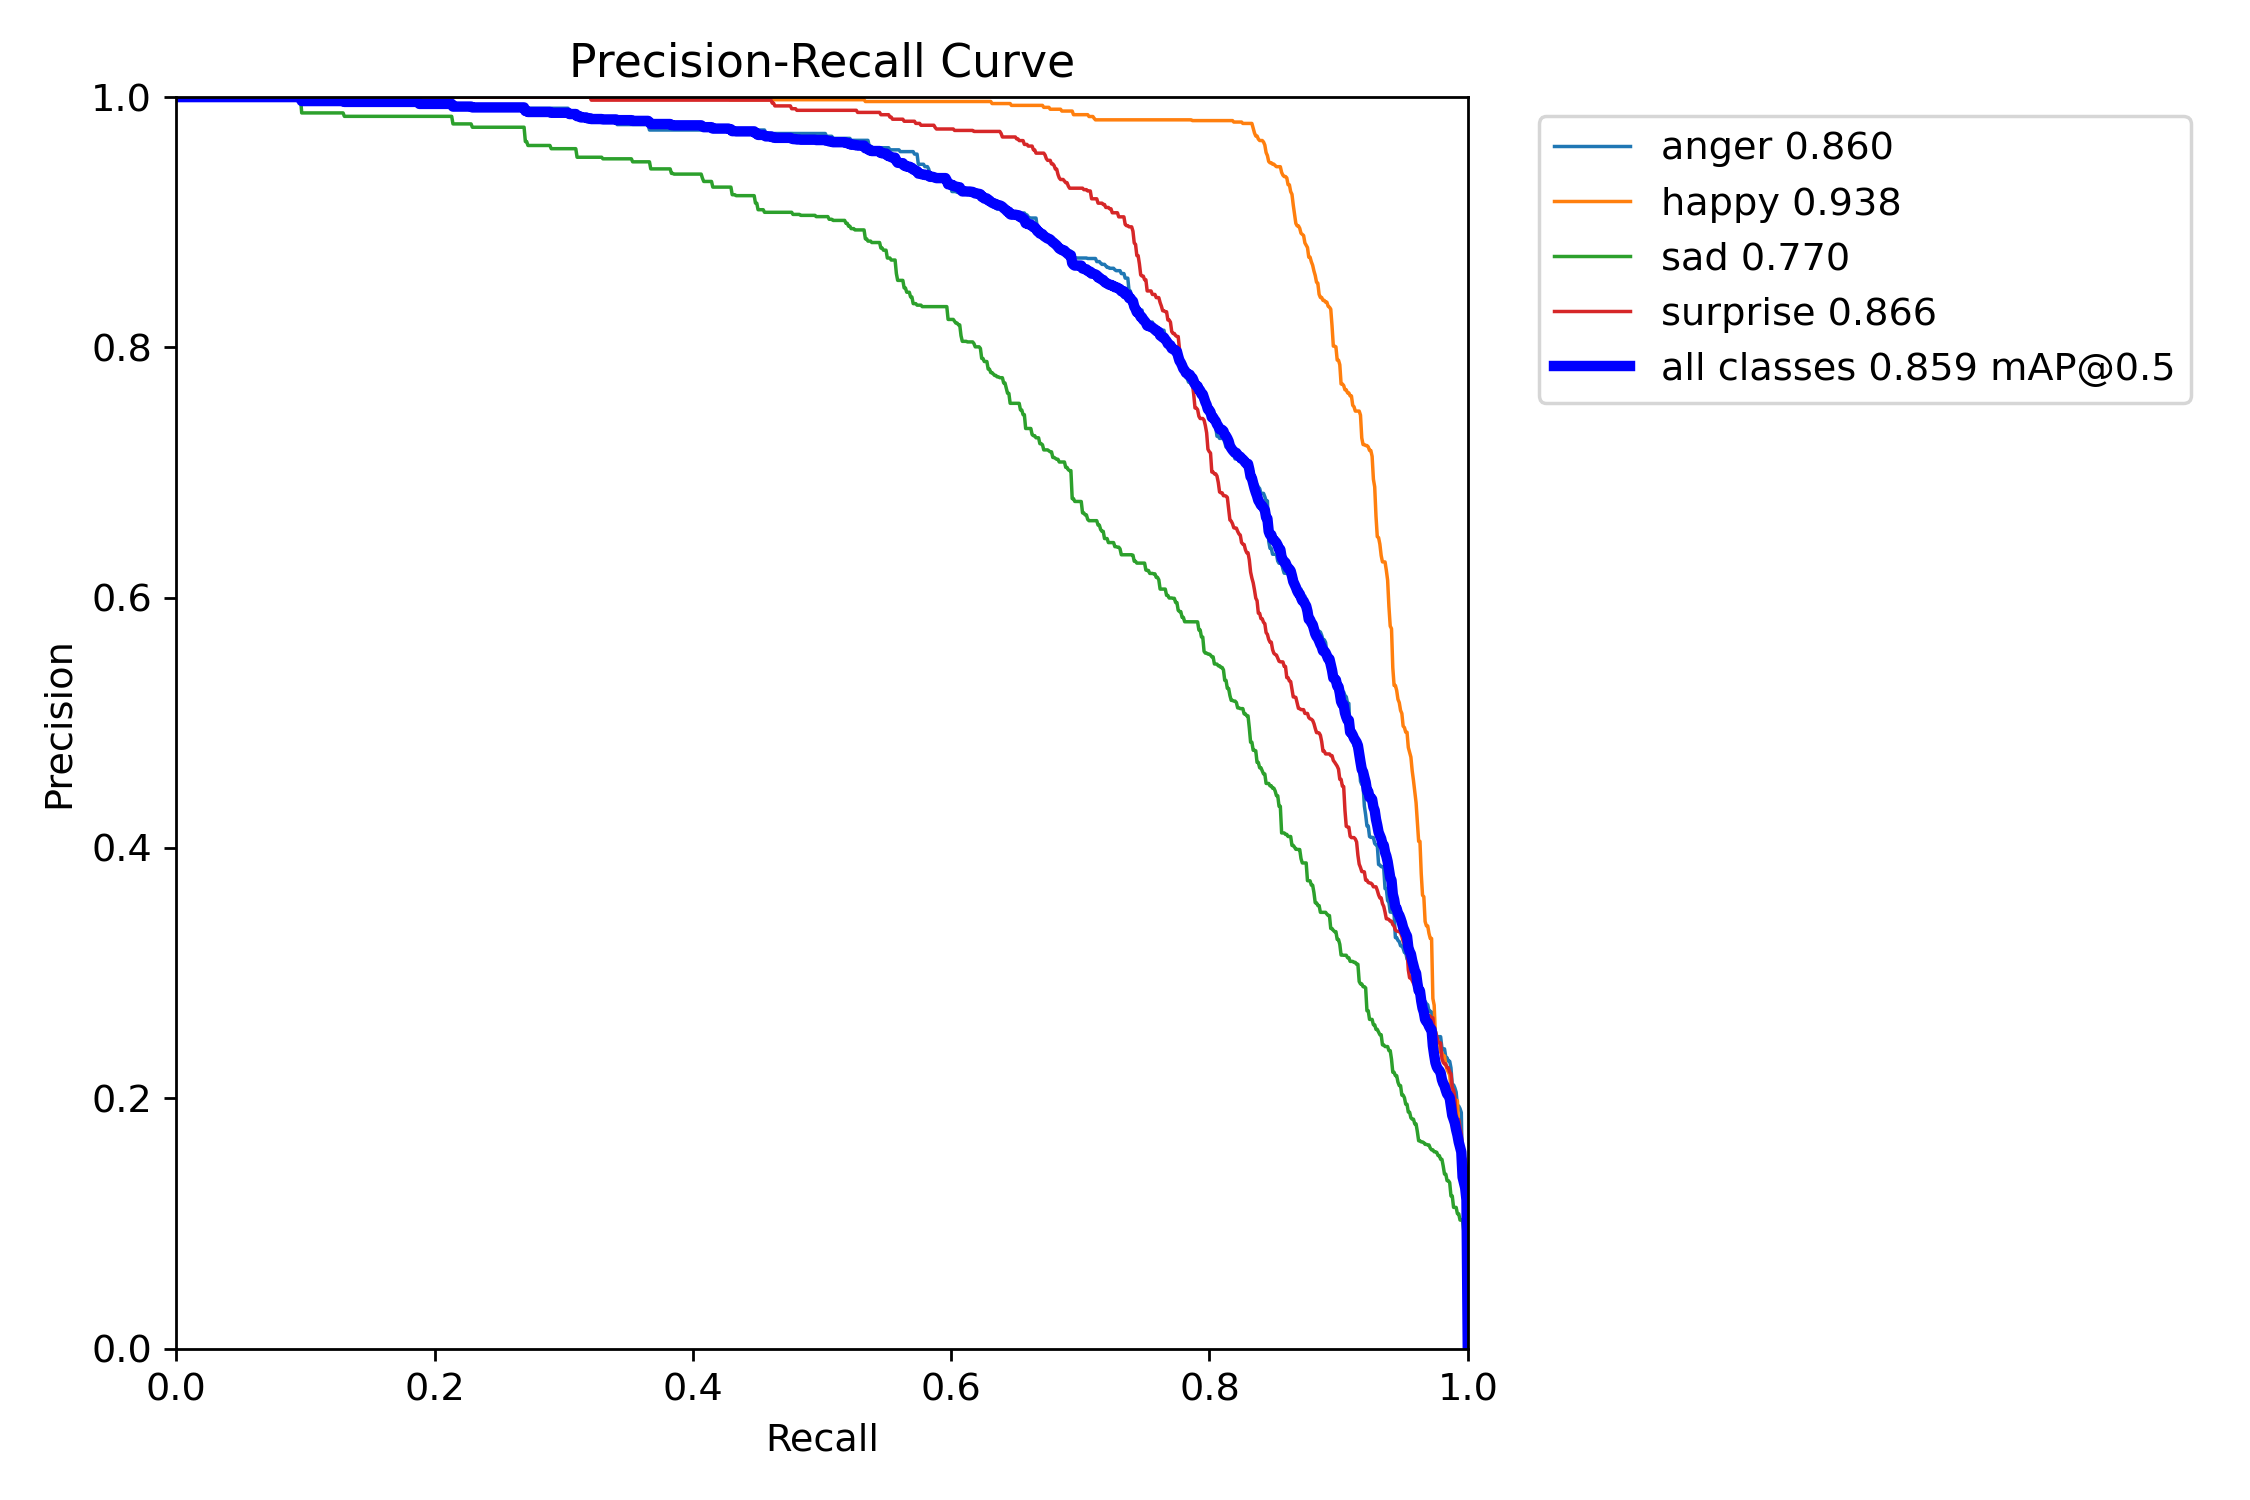 Precision-Recall Curve
1.0
0.8
0.6
0.4
0.2
0.0
Precision
0.0 0.2 0.4 0.6 0.8 1.0
Recall
anger 0.860
happy 0.938
sad 0.770
surprise 0.866
all classes 0.859 mAP@0.5